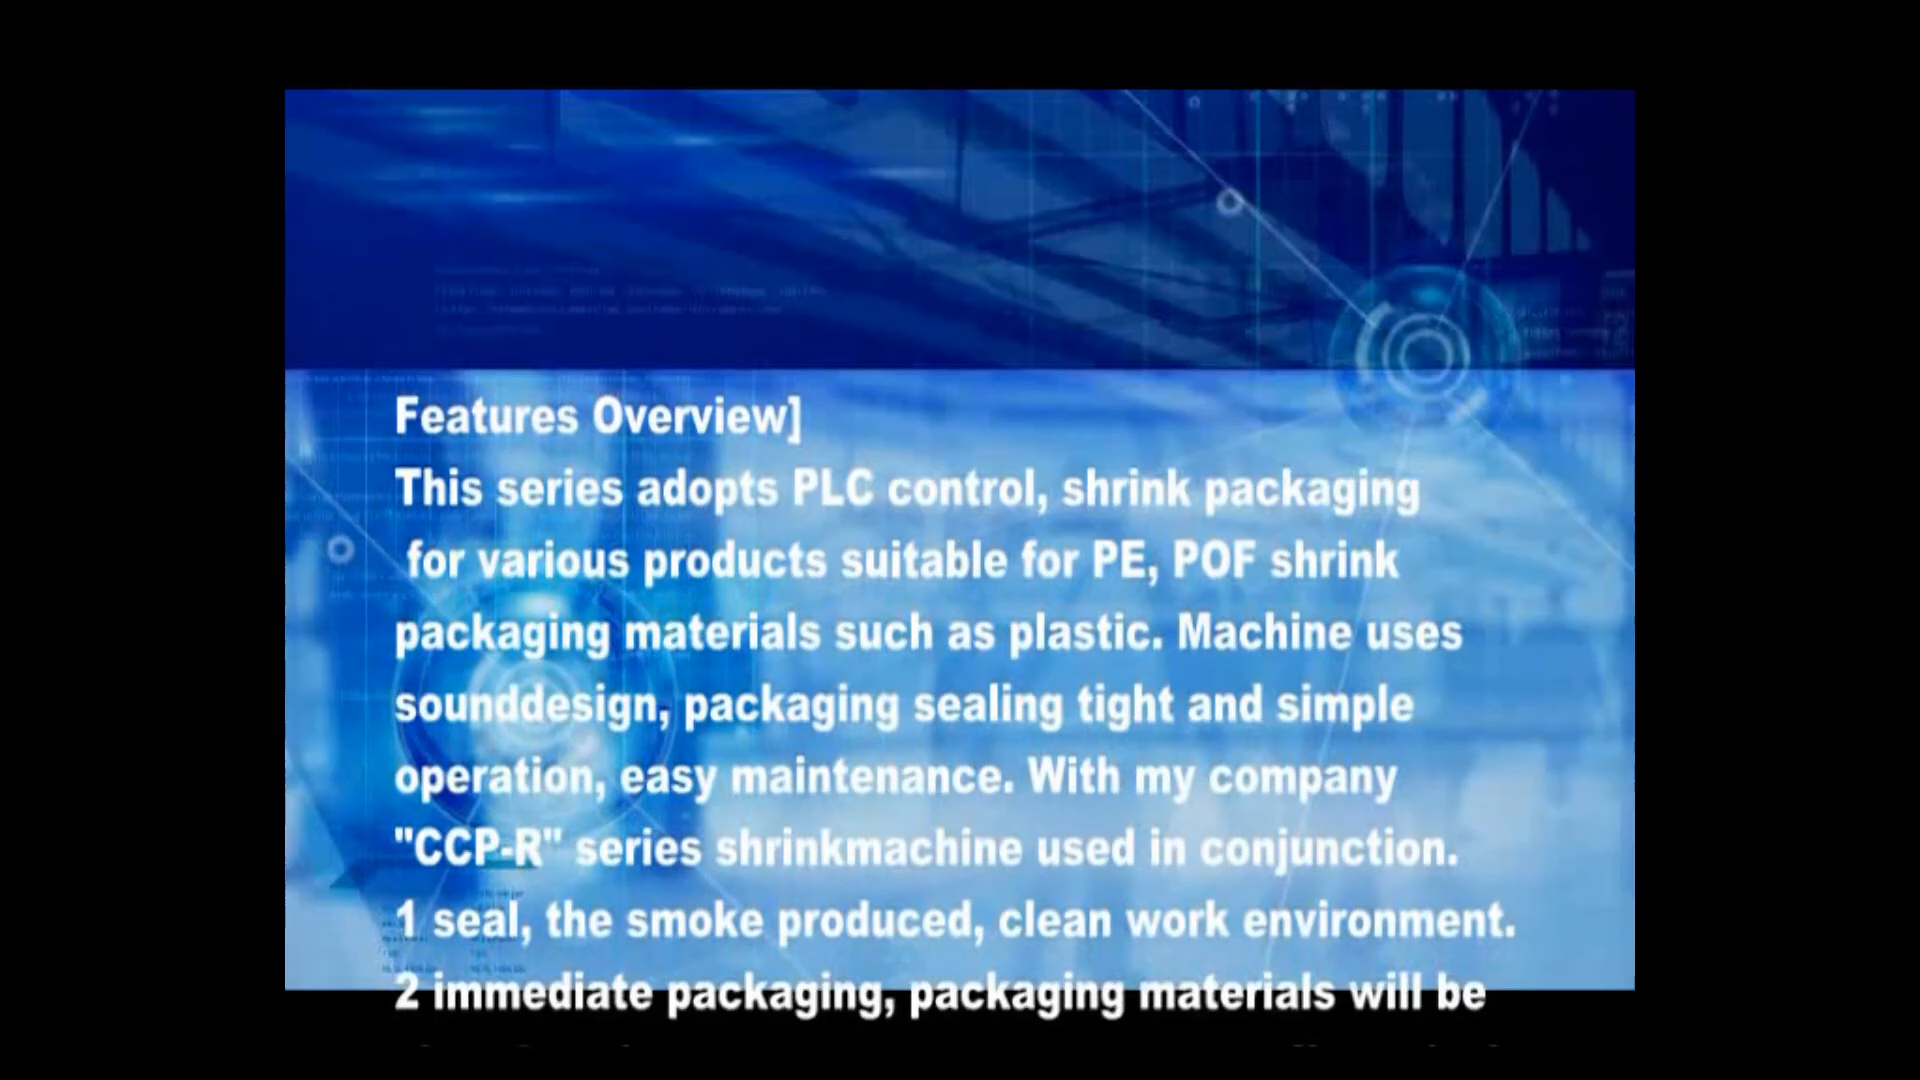 Features Overview]
This series adopts PLC control, shrink packaging
for various products suitable for PE, POF shrink
packaging materials such as plastic. Machine uses
sounddesign, packaging sealing tight and simple
operation, easy maintenance. With my company
"CCP-R" series shrinkmachine used in conjunction.
1 seal, the smoke produced, clean work environment.
2 immediate packaging, packaging materials will be